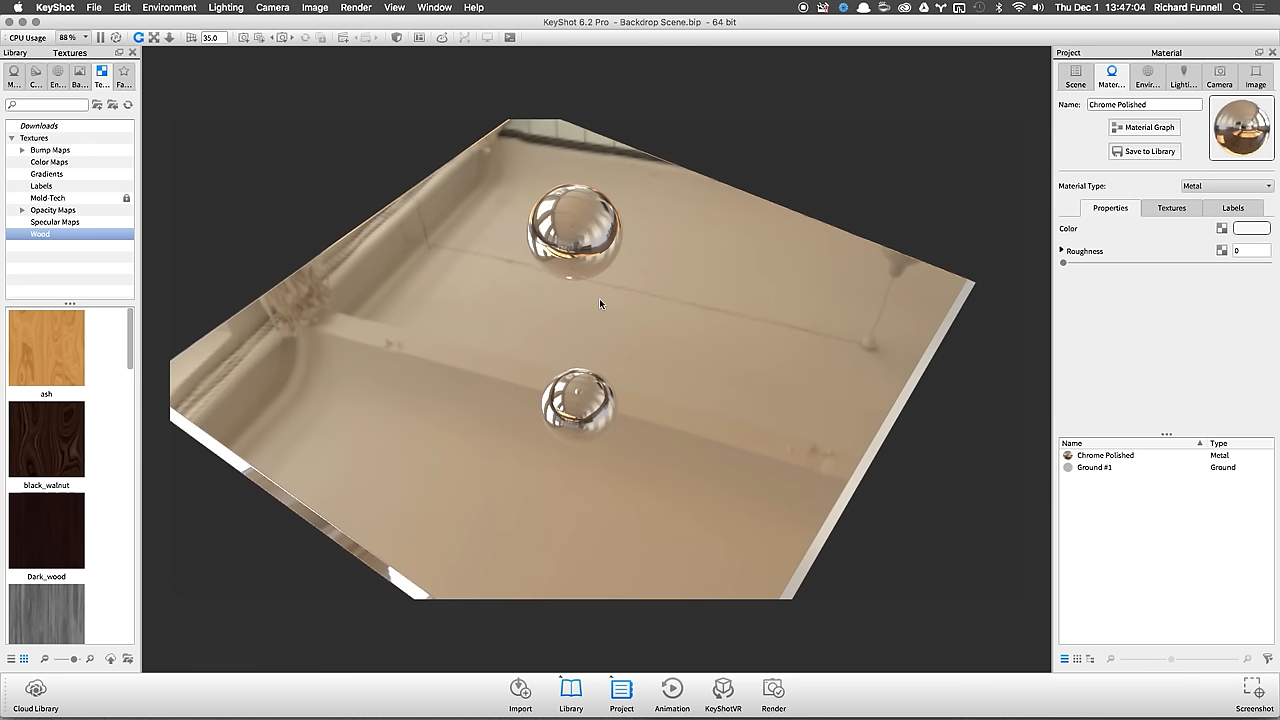 KeyShot File Edit Environment Lighting Camera Image Render View Window Help Thu Dec 1 13:47:04 Richard Funnell
KeyShot 6.2 Pro - Backdrop Scene.bip - 64 bit
CPU Usage 88 % 35.0
Library Textures
M... C... En... Ba... Te... Fa...
Downloads
Textures
Bump Maps
Color Maps
Gradients
Labels
Mold-Tech
Opacity Maps
Specular Maps
Wood
ash
black_walnut
Dark_wood
Project Material
Scene Mater... Envir... Lighti... Camera Image
Name: Chrome Polished
Material Graph
Save to Library
Material Type: Metal
Properties Textures Labels
Color
Roughness 0
Name Type
Chrome Polished Metal
Ground #1 Ground
Cloud Library Import Library Project Animation KeyShotVR Render Screenshot